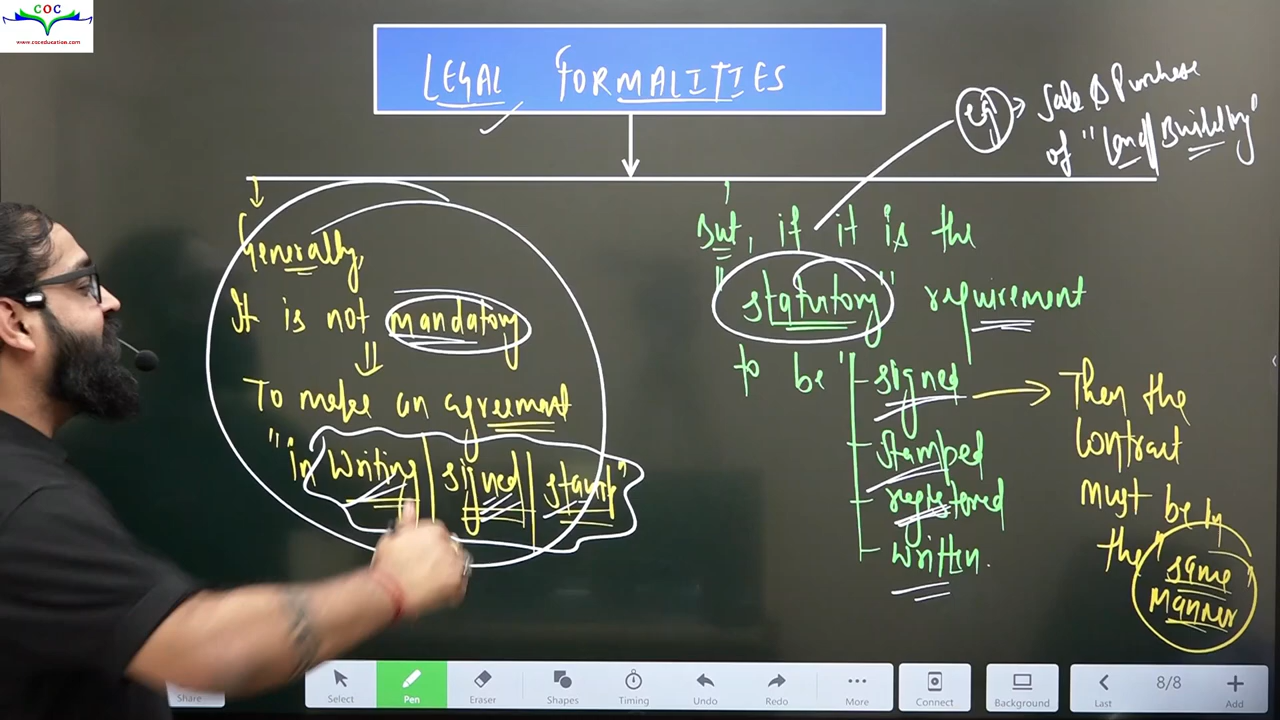 COC
www.coceducation.com
LEGAL FORMALITIES
eg → Sale & Purchase
of "Land/Building"
Generally,
It is not mandatory
To make an agreement
"in writing | signed | stamp"
But, if it is the
"statutory" requirement
to be
signed → Then the
contract
must be in
the "same
manner"
stamped
registered
written.
Share
Select
Pen
Eraser
Shapes
Timing
Undo
Redo
More
Connect
Background
Last
8/8
Add